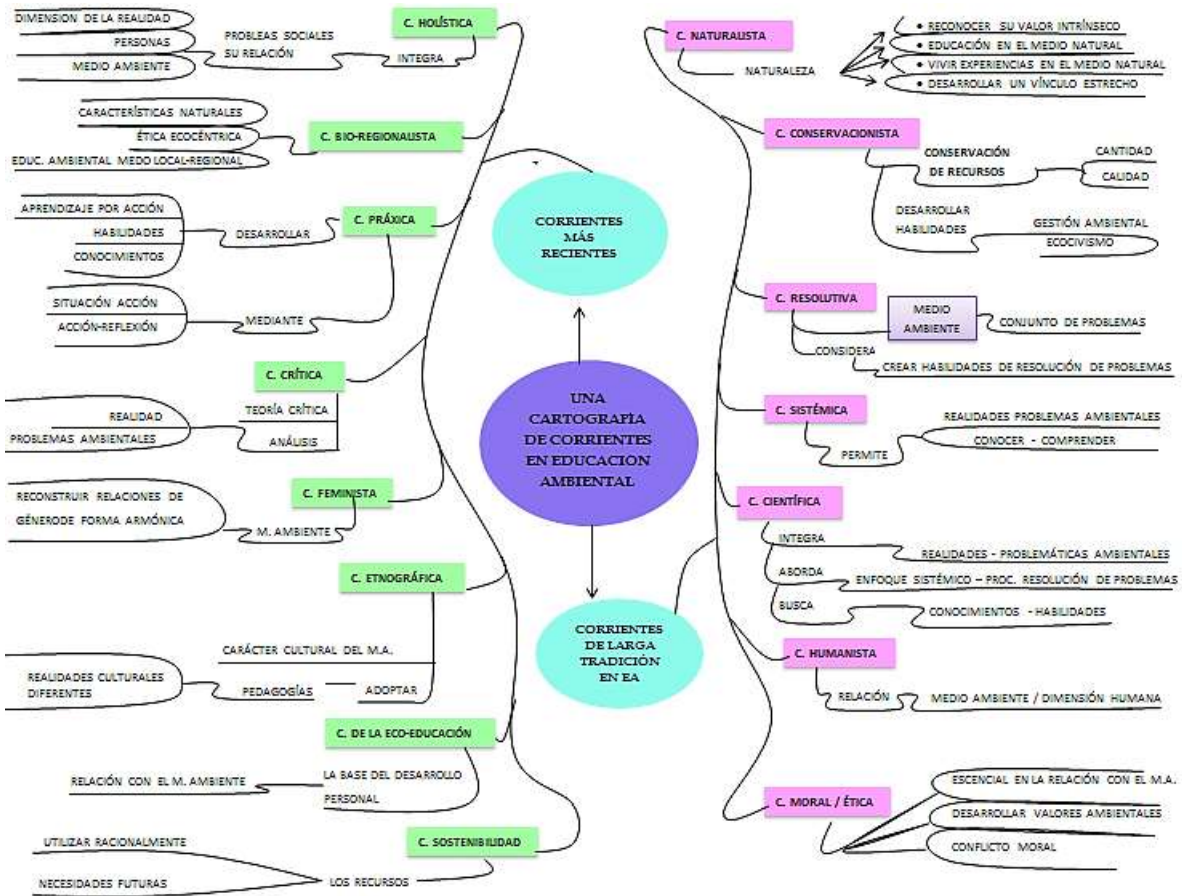 UNA
CARTOGRAFÍA
DE CORRIENTES
EN EDUCACION
AMBIENTAL
CORRIENTES
MÁS
RECIENTES
C. HOLÍSTICA
INTEGRA
PROBLEAS SOCIALES
SU RELACIÓN
DIMENSION DE LA REALIDAD
PERSONAS
MEDIO AMBIENTE
C. BIO-REGIONALISTA
CARACTERÍSTICAS NATURALES
ÉTICA ECOCÉNTRICA
EDUC. AMBIENTAL MEDO LOCAL-REGIONAL
C. PRÁXICA
DESARROLLAR
APRENDIZAJE POR ACCIÓN
HABILIDADES
CONOCIMIENTOS
MEDIANTE
SITUACIÓN ACCIÓN
ACCIÓN-REFLEXIÓN
C. CRÍTICA
TEORÍA CRÍTICA
ANÁLISIS
REALIDAD
PROBLEMAS AMBIENTALES
C. FEMINISTA
M. AMBIENTE
RECONSTRUIR RELACIONES DE
GÉNERODE FORMA ARMÓNICA
C. ETNOGRÁFICA
CARÁCTER CULTURAL DEL M.A.
ADOPTAR
PEDAGOGÍAS
REALIDADES CULTURALES
DIFERENTES
C. DE LA ECO-EDUCACIÓN
LA BASE DEL DESARROLLO
PERSONAL
RELACIÓN CON EL M. AMBIENTE
C. SOSTENIBILIDAD
LOS RECURSOS
UTILIZAR RACIONALMENTE
NECESIDADES FUTURAS
CORRIENTES
DE LARGA
TRADICIÓN
EN EA
C. NATURALISTA
NATURALEZA
• RECONOCER SU VALOR INTRÍNSECO
• EDUCACIÓN EN EL MEDIO NATURAL
• VIVIR EXPERIENCIAS EN EL MEDIO NATURAL
• DESARROLLAR UN VÍNCULO ESTRECHO
C. CONSERVACIONISTA
CONSERVACIÓN
DE RECURSOS
CANTIDAD
CALIDAD
DESARROLLAR
HABILIDADES
GESTIÓN AMBIENTAL
ECOCIVISMO
C. RESOLUTIVA
MEDIO
AMBIENTE
CONJUNTO DE PROBLEMAS
CONSIDERA
CREAR HABILIDADES DE RESOLUCIÓN DE PROBLEMAS
C. SISTÉMICA
PERMITE
REALIDADES PROBLEMAS AMBIENTALES
CONOCER - COMPRENDER
C. CIENTÍFICA
INTEGRA
REALIDADES - PROBLEMÁTICAS AMBIENTALES
ABORDA
ENFOQUE SISTÉMICO – PROC. RESOLUCIÓN DE PROBLEMAS
BUSCA
CONOCIMIENTOS - HABILIDADES
C. HUMANISTA
RELACIÓN
MEDIO AMBIENTE / DIMENSIÓN HUMANA
C. MORAL / ÉTICA
ESCENCIAL EN LA RELACIÓN CON EL M.A.
DESARROLLAR VALORES AMBIENTALES
CONFLICTO MORAL